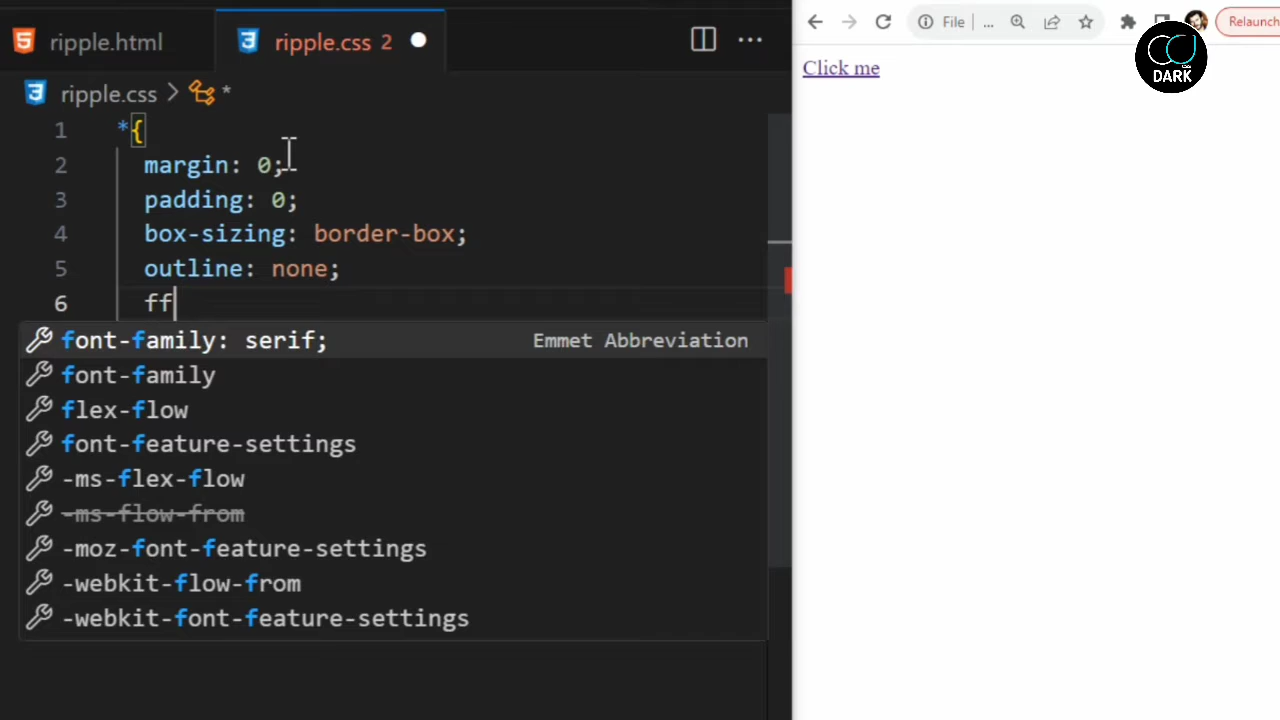 ripple.html
ripple.css 2
File
...
Relaunch
ripple.css > *
Click me
DARK
1 *{
2 margin: 0;
3 padding: 0;
4 box-sizing: border-box;
5 outline: none;
6 ff
font-family: serif; Emmet Abbreviation
font-family
flex-flow
font-feature-settings
-ms-flex-flow
-ms-flow-from
-moz-font-feature-settings
-webkit-flow-from
-webkit-font-feature-settings